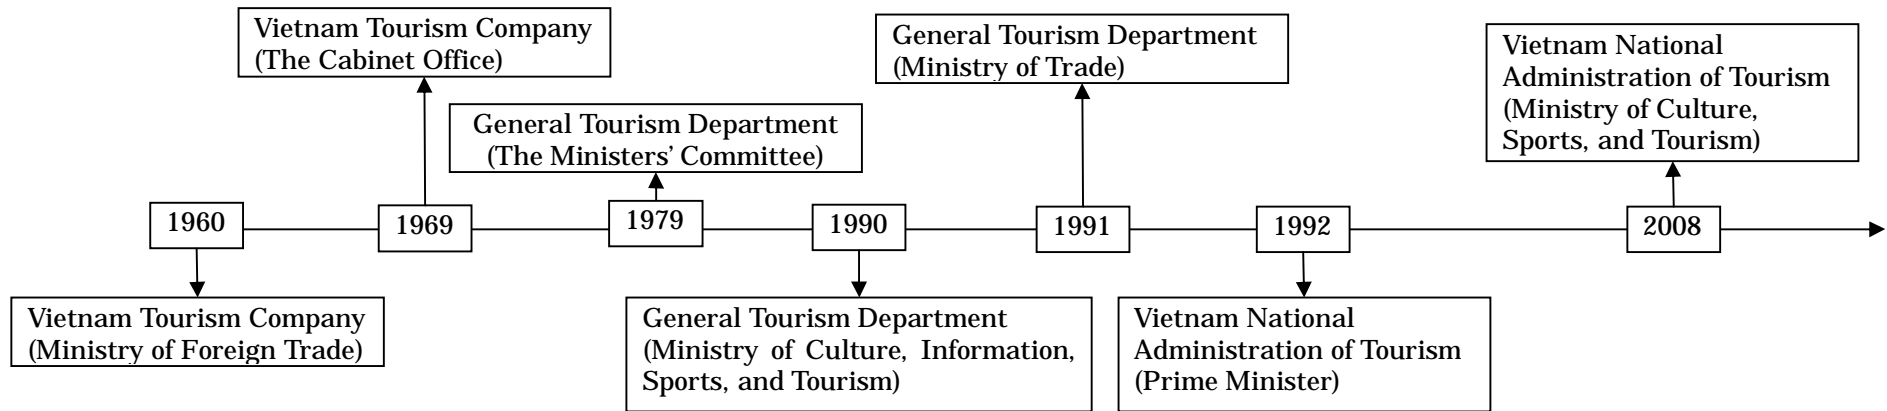 Vietnam Tourism Company
(The Cabinet Office)
General Tourism Department
(Ministry of Trade)
Vietnam National
Administration of Tourism
(Ministry of Culture,
Sports, and Tourism)
General Tourism Department
(The Ministers’ Committee)
1960
1969
1979
1990
1991
1992
2008
Vietnam Tourism Company
(Ministry of Foreign Trade)
General Tourism Department
(Ministry of Culture, Information,
Sports, and Tourism)
Vietnam National
Administration of Tourism
(Prime Minister)